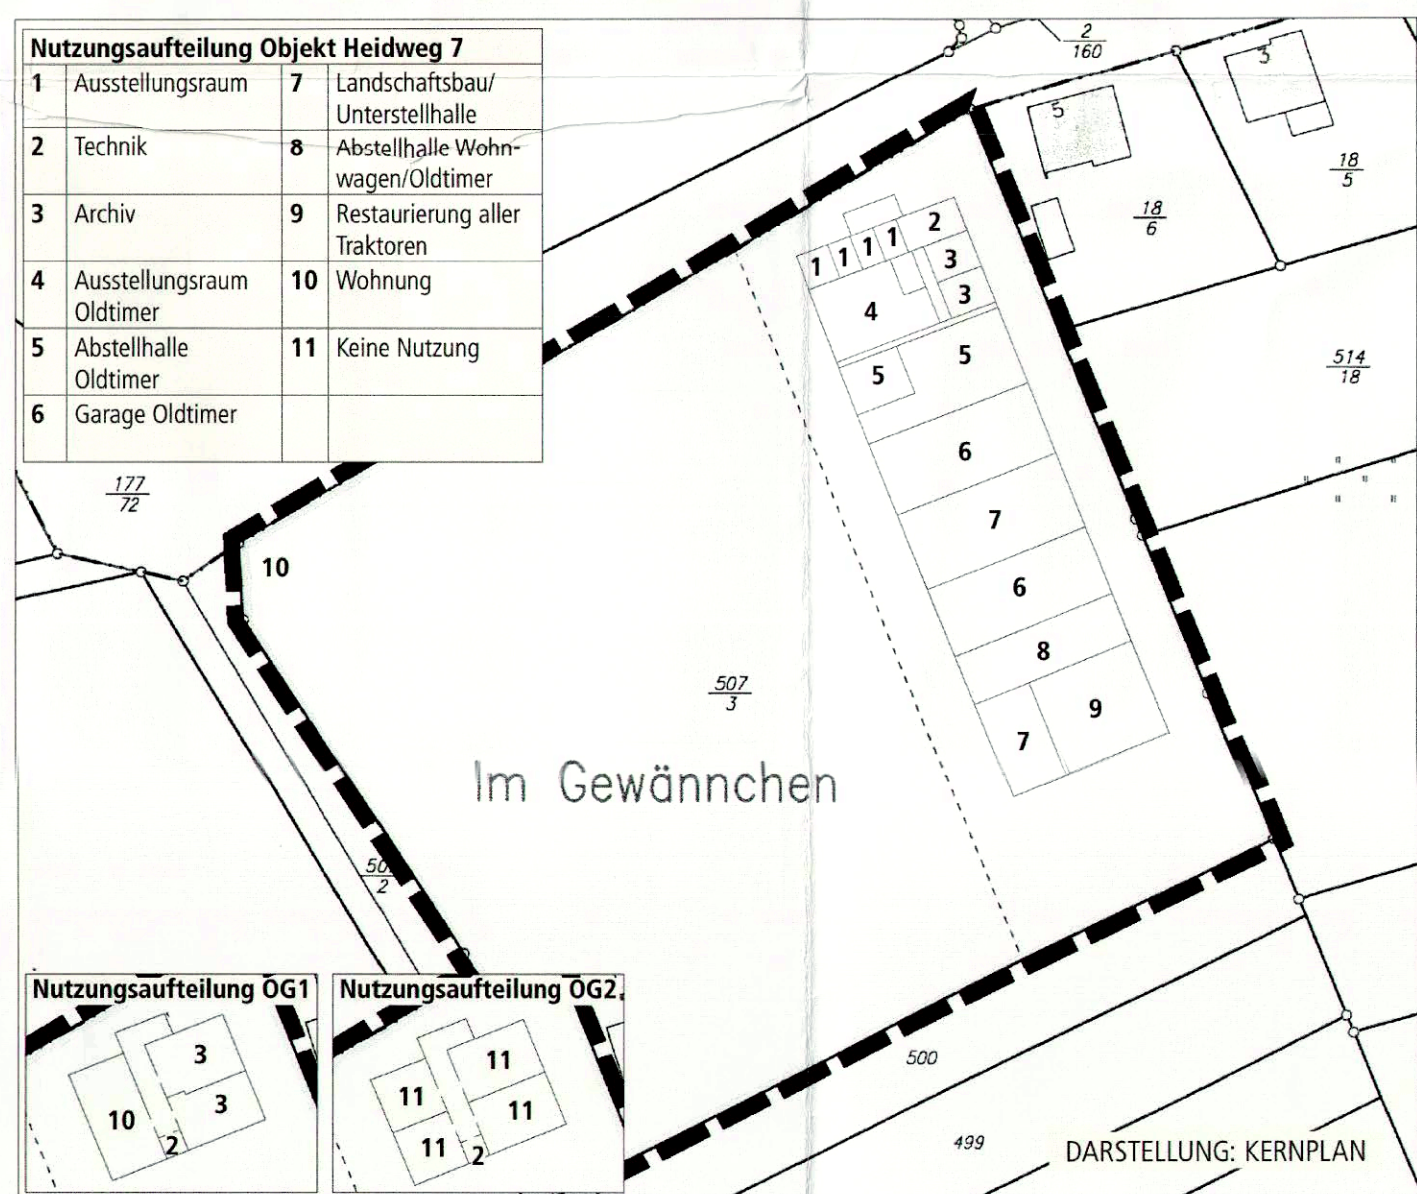 Nutzungsaufteilung Objekt Heidweg 7
1 Ausstellungsraum 7 Landschaftsbau/
Unterstellhalle
2 Technik 8 Abstellhalle Wohn-
wagen/Oldtimer
3 Archiv 9 Restaurierung aller
Traktoren
4 Ausstellungsraum 10 Wohnung
Oldtimer
5 Abstellhalle 11 Keine Nutzung
Oldtimer
6 Garage Oldtimer
2
160
3
5
18
5
18
6
514
18
177
72
1 1 1 1 2
3
3
4
5
5
6
7
6
8
9
7
10
507
3
Im Gewännchen
2
500
499
Nutzungsaufteilung OG1
3
3
10
2
Nutzungsaufteilung OG2
11
11
11
11
2
DARSTELLUNG: KERNPLAN